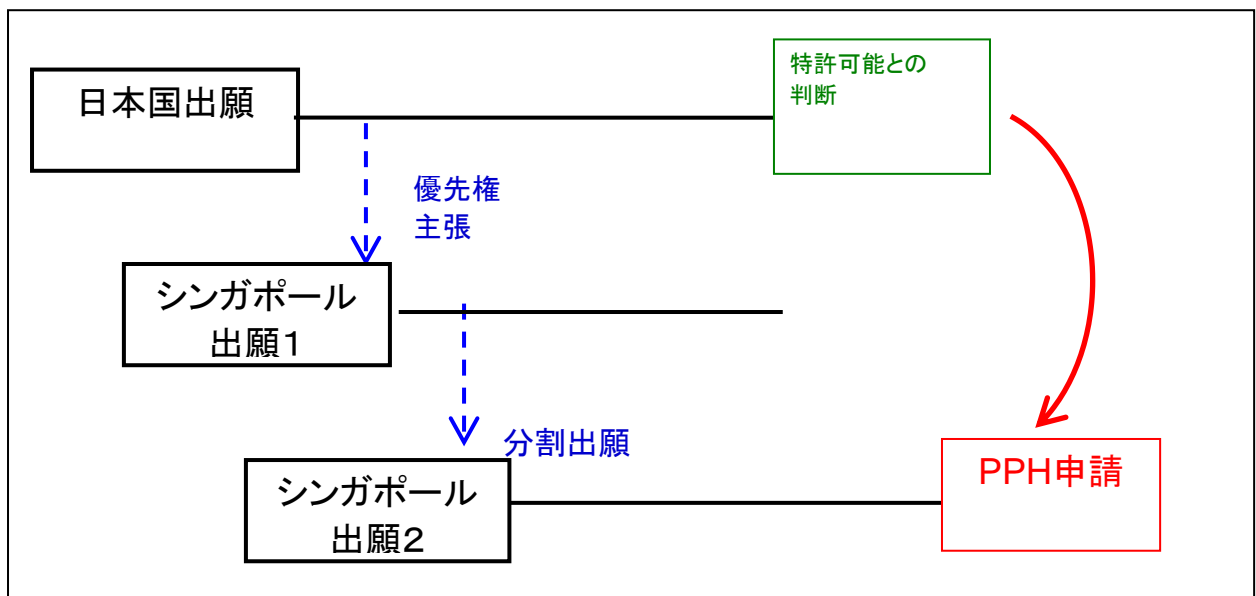 日本国出願
特許可能との
判断
優先権
主張
シンガポール
出願1
分割出願
シンガポール
出願2
PPH申請